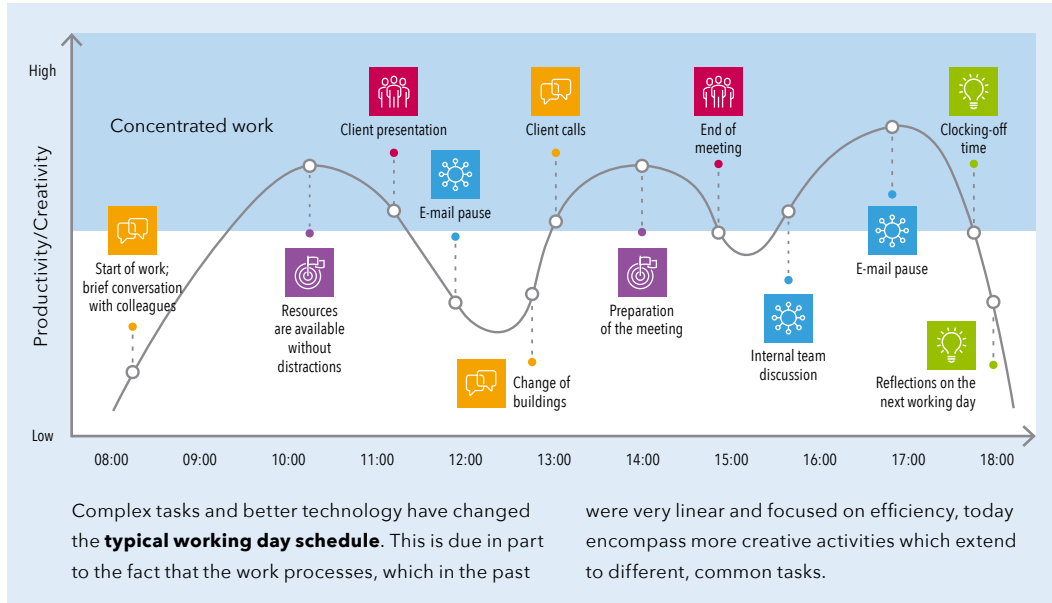 High
Productivity/Creativity
Low
Concentrated work
Start of work;
brief conversation
with colleagues
Resources
are available
without
distractions
Client presentation
E-mail pause
Change of
buildings
Client calls
Preparation
of the meeting
End of
meeting
Internal team
discussion
E-mail pause
Clocking-off
time
Reflections on the
next working day
08:00 09:00 10:00 11:00 12:00 13:00 14:00 15:00 16:00 17:00 18:00
Complex tasks and better technology have changed
the typical working day schedule. This is due in part
to the fact that the work processes, which in the past
were very linear and focused on efficiency, today
encompass more creative activities which extend
to different, common tasks.